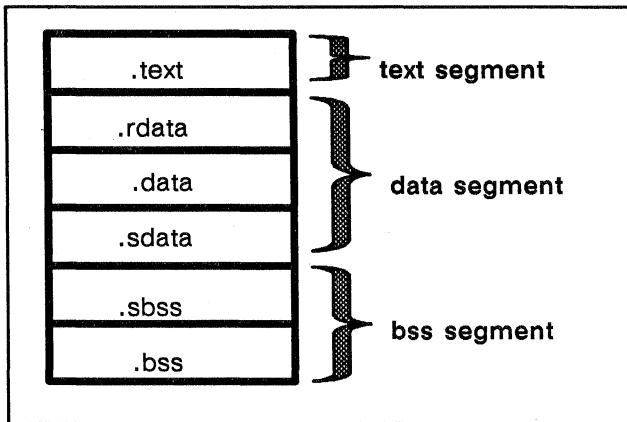 .text
text segment
.rdata
.data
data segment
.sdata
.sbss
bss segment
.bss